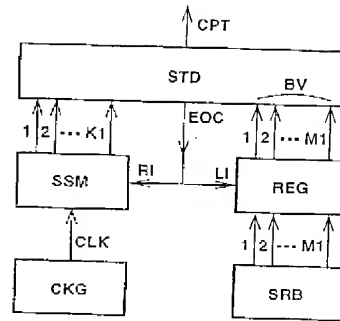 CPT
STD
BV
EOC
1 2 ··· K1
1 2 ··· M1
SSM
RI
LI
REG
CLK
1 2 ··· M1
CKG
SRB